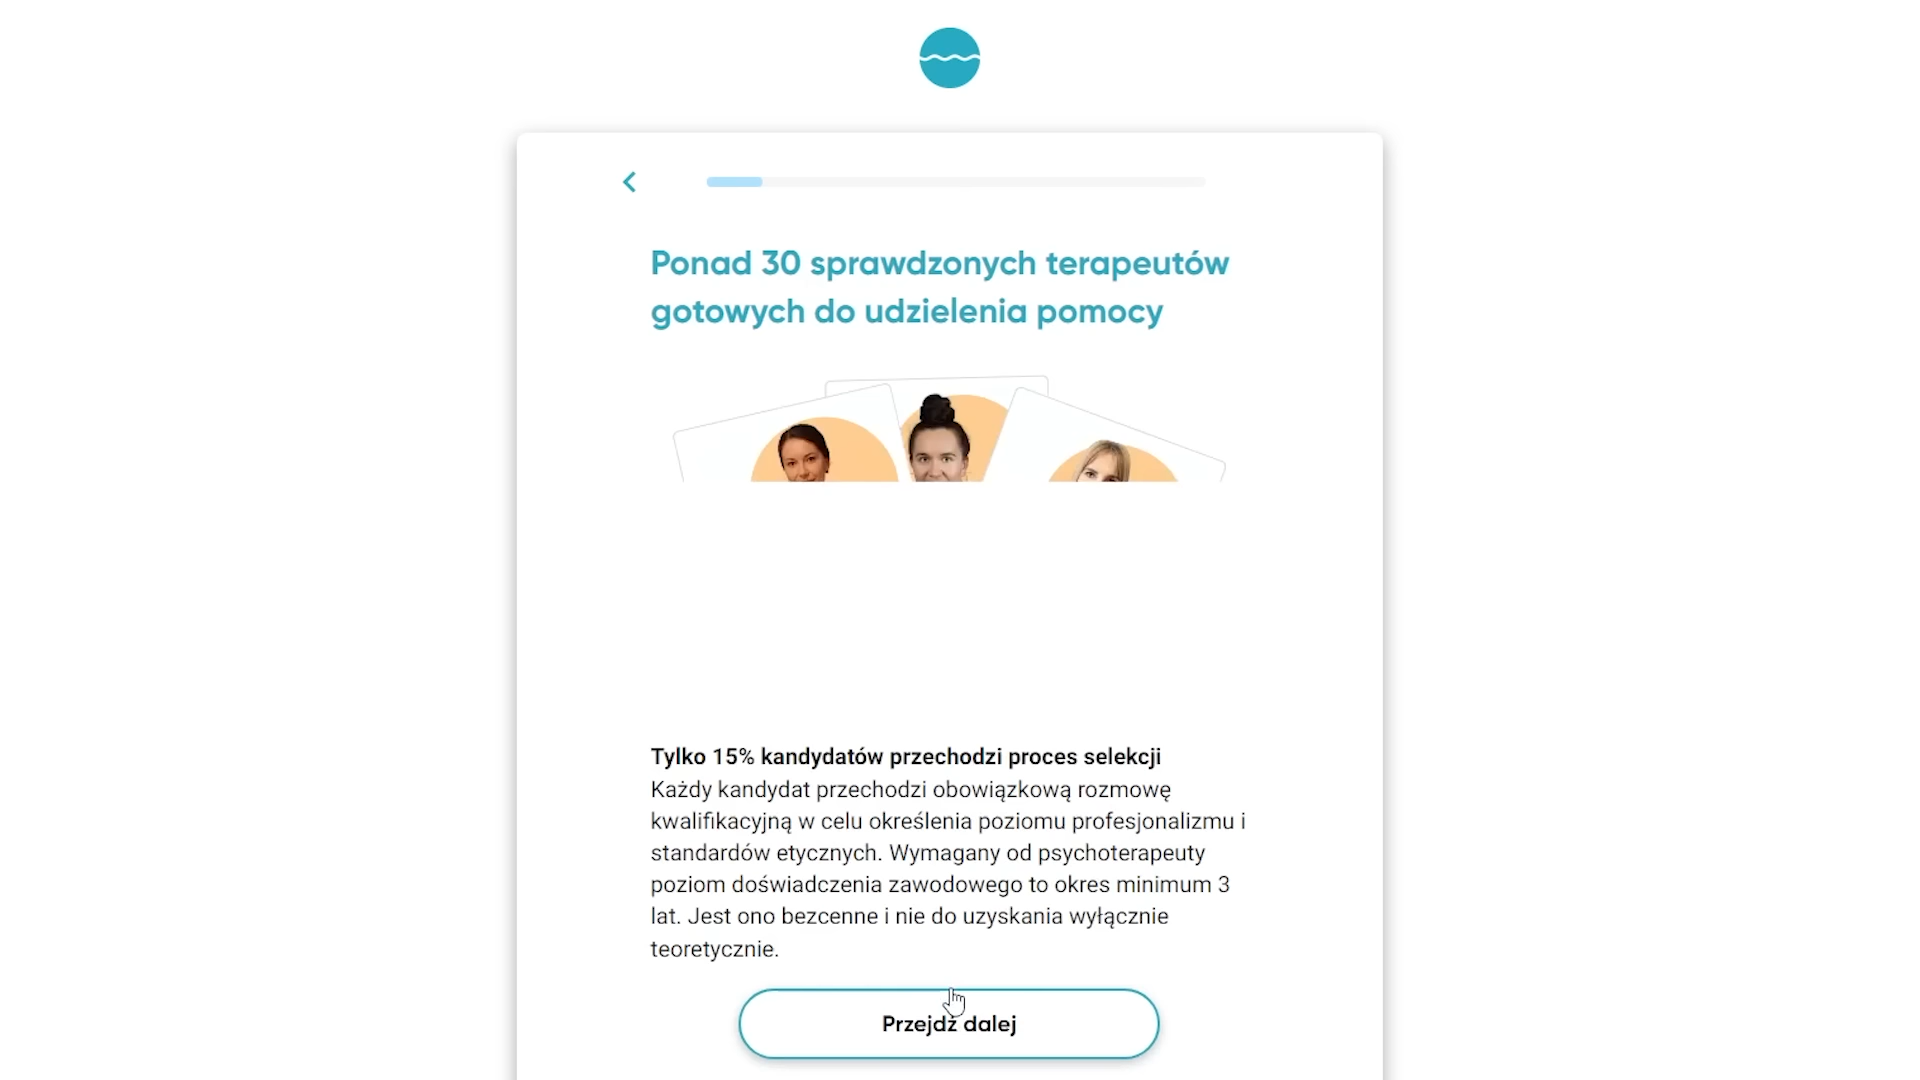 Ponad 30 sprawdzonych terapeutów
gotowych do udzielenia pomocy
Tylko 15% kandydatów przechodzi proces selekcji
Każdy kandydat przechodzi obowiązkową rozmowę
kwalifikacyjną w celu określenia poziomu profesjonalizmu i
standardów etycznych. Wymagany od psychoterapeuty
poziom doświadczenia zawodowego to okres minimum 3
lat. Jest ono bezcenne i nie do uzyskania wyłącznie
teoretycznie.
Przejdź dalej